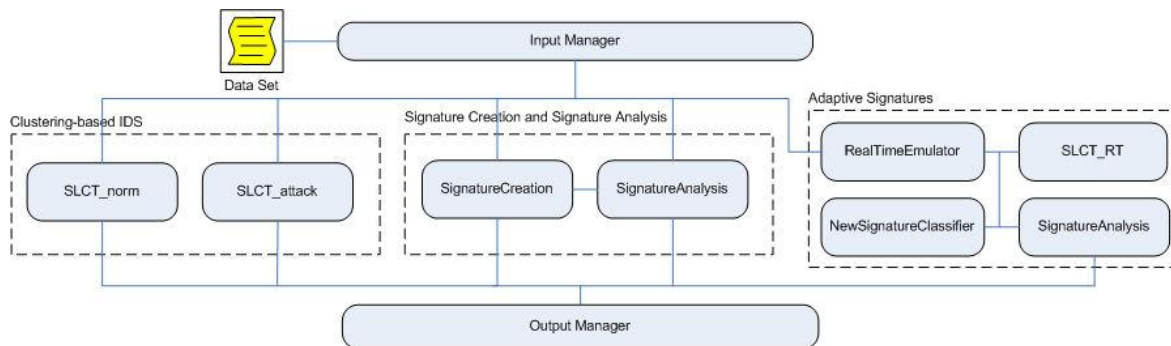 Input Manager
Data Set
Clustering-based IDS
Signature Creation and Signature Analysis
Adaptive Signatures
SLCT_norm
SLCT_attack
SignatureCreation
SignatureAnalysis
RealTimeEmulator
SLCT_RT
NewSignatureClassifier
SignatureAnalysis
Output Manager